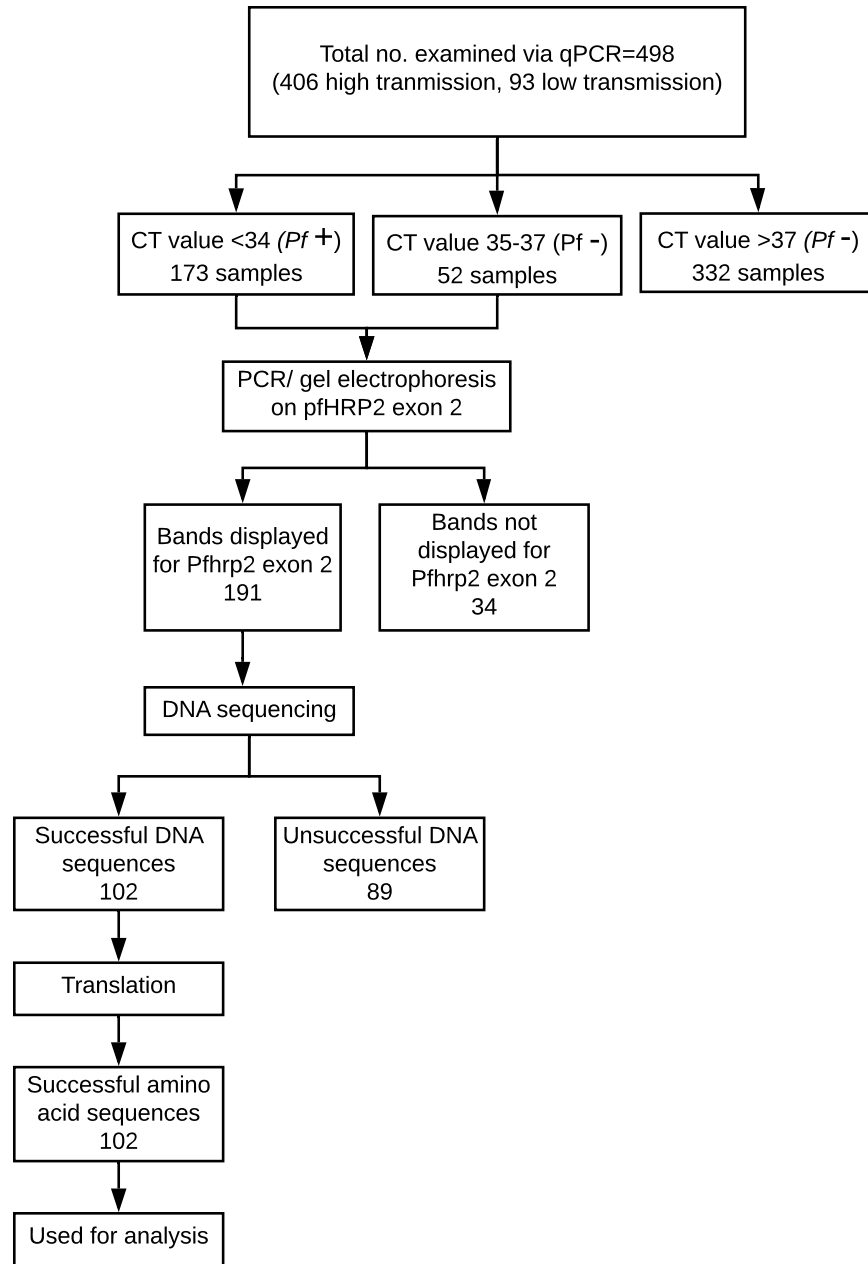 Total no. examined via qPCR=498
(406 high tranmission, 93 low transmission)
CT value <34 (Pf +)
173 samples
CT value 35-37 (Pf -)
52 samples
CT value >37 (Pf -)
332 samples
PCR/ gel electrophoresis
on pfHRP2 exon 2
Bands displayed
for Pfhrp2 exon 2
191
Bands not
displayed for
Pfhrp2 exon 2
34
DNA sequencing
Successful DNA
sequences
102
Unsuccessful DNA
sequences
89
Translation
Successful amino
acid sequences
102
Used for analysis